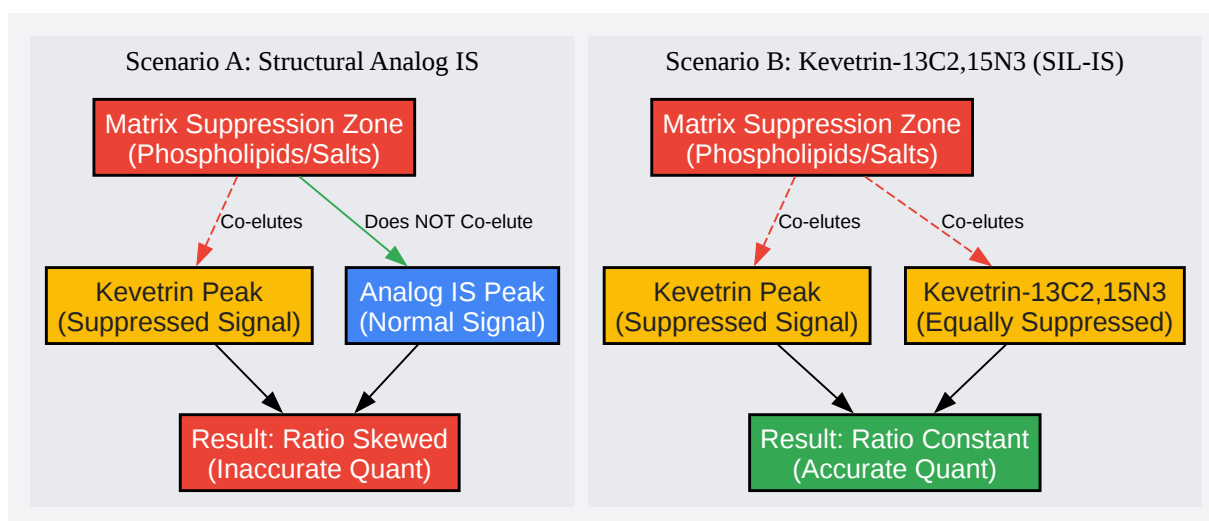 Scenario A: Structural Analog IS
Matrix Suppression Zone
(Phospholipids/Salts)
Co-elutes
Does NOT Co-elute
Kevetrin Peak
(Suppressed Signal)
Analog IS Peak
(Normal Signal)
Result: Ratio Skewed
(Inaccurate Quant)
Scenario B: Kevetrin-13C2,15N3 (SIL-IS)
Matrix Suppression Zone
(Phospholipids/Salts)
Co-elutes
Co-elutes
Kevetrin Peak
(Suppressed Signal)
Kevetrin-13C2,15N3
(Equally Suppressed)
Result: Ratio Constant
(Accurate Quant)